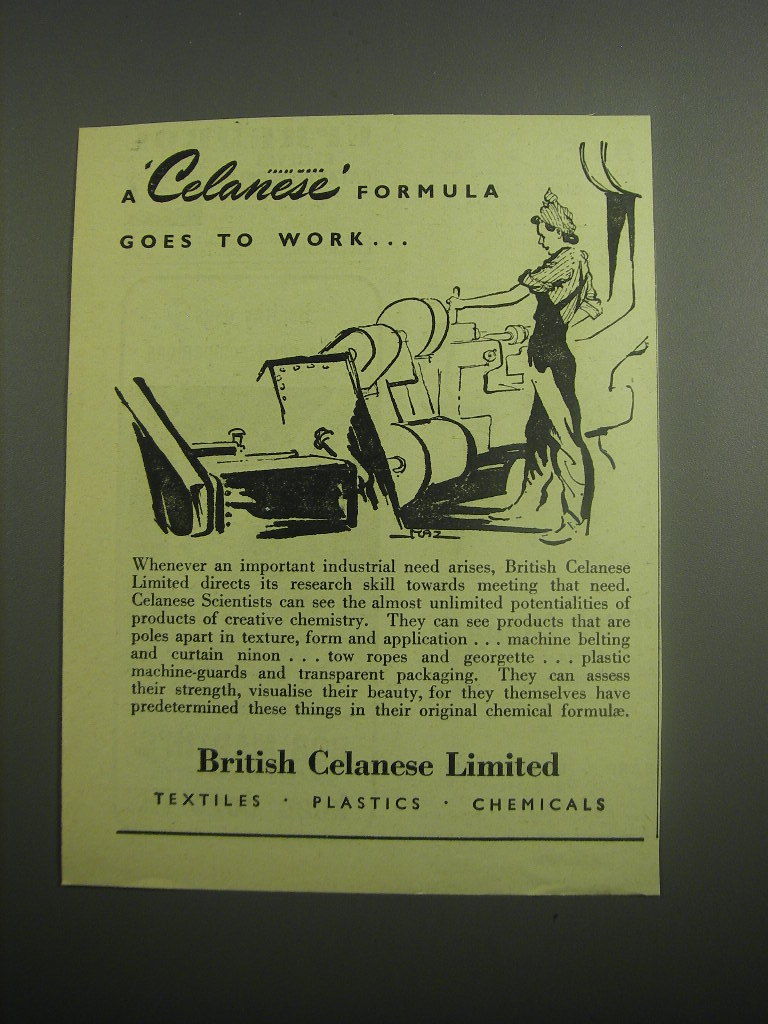 A 'Celanese' FORMULA
TRADE MARK
GOES TO WORK...
Whenever an important industrial need arises, British Celanese
Limited directs its research skill towards meeting that need.
Celanese Scientists can see the almost unlimited potentialities of
products of creative chemistry. They can see products that are
poles apart in texture, form and application . . . machine belting
and curtain ninon . . . tow ropes and georgette . . . plastic
machine-guards and transparent packaging. They can assess
their strength, visualise their beauty, for they themselves have
predetermined these things in their original chemical formulæ.
British Celanese Limited
TEXTILES · PLASTICS · CHEMICALS